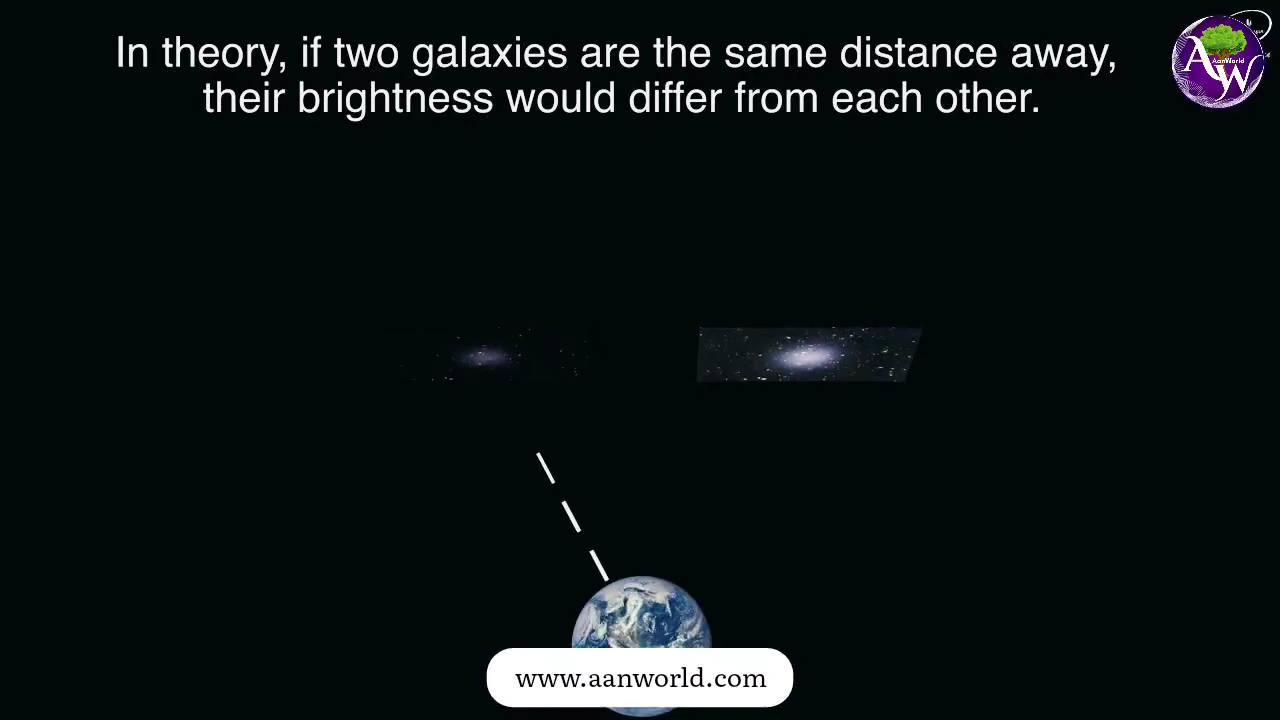 In theory, if two galaxies are the same distance away,
their brightness would differ from each other.
AW
AanWorld
www.aanworld.com